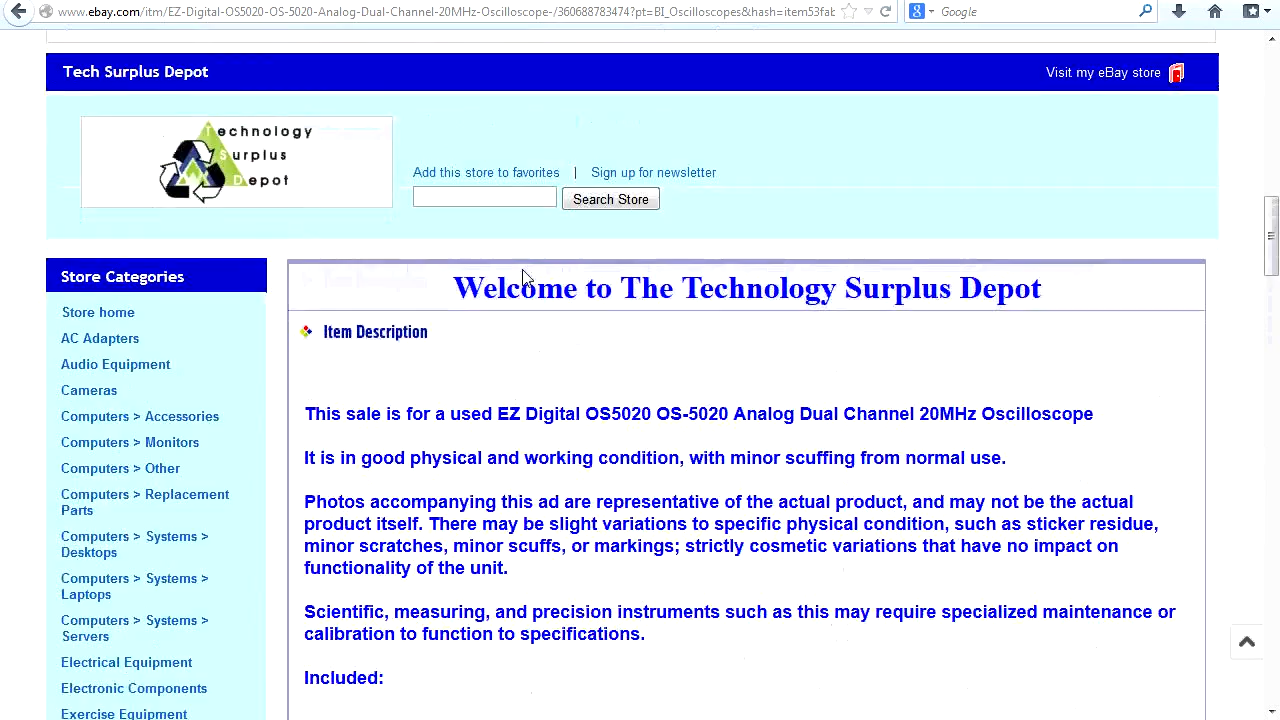 www.ebay.com/itm/EZ-Digital-OS5020-OS-5020-Analog-Dual-Channel-20MHz-Oscilloscope-/360688783474?pt=BI_Oscilloscopes&hash=item53fab
Google
Tech Surplus Depot
Visit my eBay store
Technology
Surplus
Depot
Add this store to favorites | Sign up for newsletter
Search Store
Store Categories
Store home
AC Adapters
Audio Equipment
Cameras
Computers > Accessories
Computers > Monitors
Computers > Other
Computers > Replacement
Parts
Computers > Systems >
Desktops
Computers > Systems >
Laptops
Computers > Systems >
Servers
Electrical Equipment
Electronic Components
Exercise Equipment
Welcome to The Technology Surplus Depot
Item Description
This sale is for a used EZ Digital OS5020 OS-5020 Analog Dual Channel 20MHz Oscilloscope
It is in good physical and working condition, with minor scuffing from normal use.
Photos accompanying this ad are representative of the actual product, and may not be the actual
product itself. There may be slight variations to specific physical condition, such as sticker residue,
minor scratches, minor scuffs, or markings; strictly cosmetic variations that have no impact on
functionality of the unit.
Scientific, measuring, and precision instruments such as this may require specialized maintenance or
calibration to function to specifications.
Included: